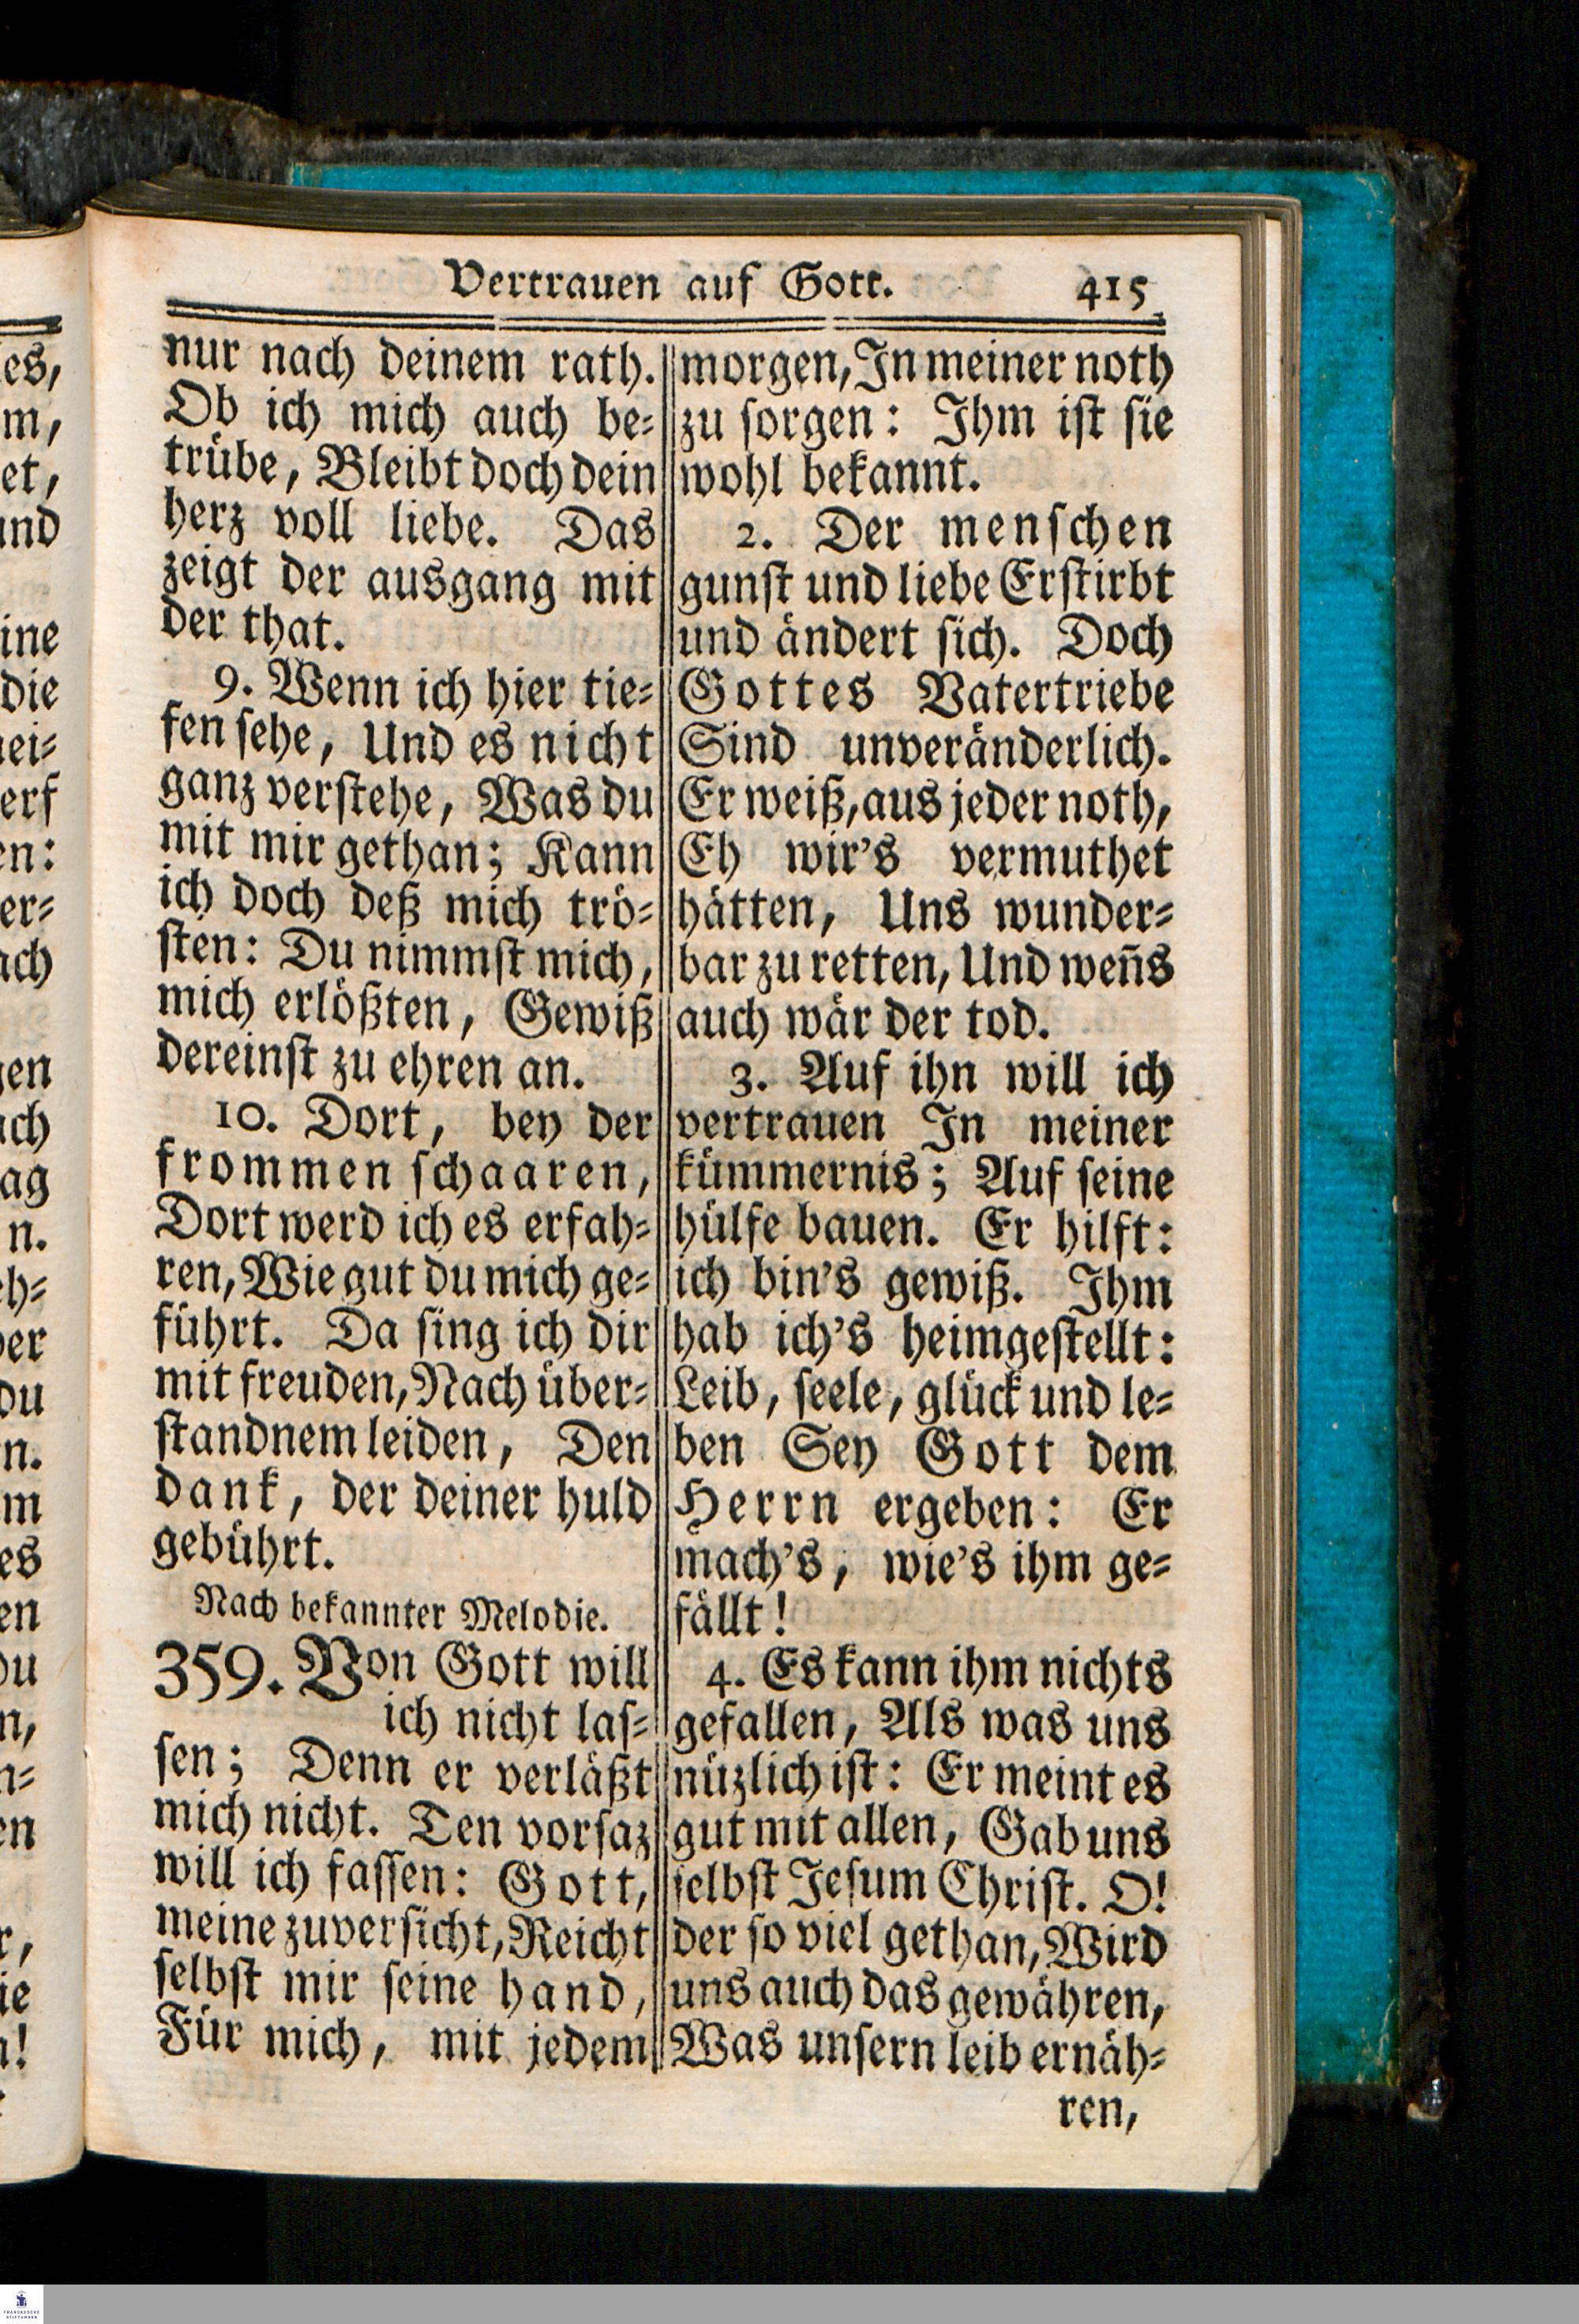 Vertrauen auf Gott. 415
nur nach deinem rath.
Ob ich mich auch be-
trübe, Bleibt doch dein
herz voll liebe. Das
zeigt der ausgang mit
der that.
9. Wenn ich hier tie-
fen sehe, Und es nicht
ganz verstehe, Was du
mit mir gethan; Kann
ich doch deß mich trö-
sten: Du nimmst mich,
mich erlößten, Gewiß
dereinst zu ehren an.
10. Dort, bey der
frommen schaaren,
Dort werd ich es erfah-
ren, Wie gut du mich ge-
führt. Da sing ich dir
mit freuden, Nach über-
standnem leiden, Den
dank, der deiner huld
gebührt.
Nach bekannter Melodie.
359. Von Gott will
ich nicht las-
sen; Denn er verläßt
mich nicht. Den vorsaz
will ich fassen: Gott,
meine zuversicht, Reicht
selbst mir seine hand,
Für mich, mit jedem
morgen, In meiner noth
zu sorgen: Ihm ist sie
wohl bekannt.
2. Der menschen
gunst und liebe Erstirbt
und ändert sich. Doch
Gottes Vatertriebe
Sind unveränderlich.
Er weiß, aus jeder noth,
Eh wir's vermuthet
hätten, Uns wunder-
bar zu retten, Und weñs
auch wär der tod.
3. Auf ihn will ich
vertrauen In meiner
kümmernis; Auf seine
hülfe bauen. Er hilft:
ich bin's gewiß. Ihm
hab ich's heimgestellt:
Leib, seele, glück und le-
ben Sey Gott dem
Herrn ergeben: Er
mach's, wie's ihm ge-
fällt!
4. Es kann ihm nichts
gefallen, Als was uns
nüzlich ist: Er meint es
gut mit allen, Gab uns
selbst Jesum Christ. O!
der so viel gethan, Wird
uns auch das gewähren,
Was unsern leib ernäh-
ren,